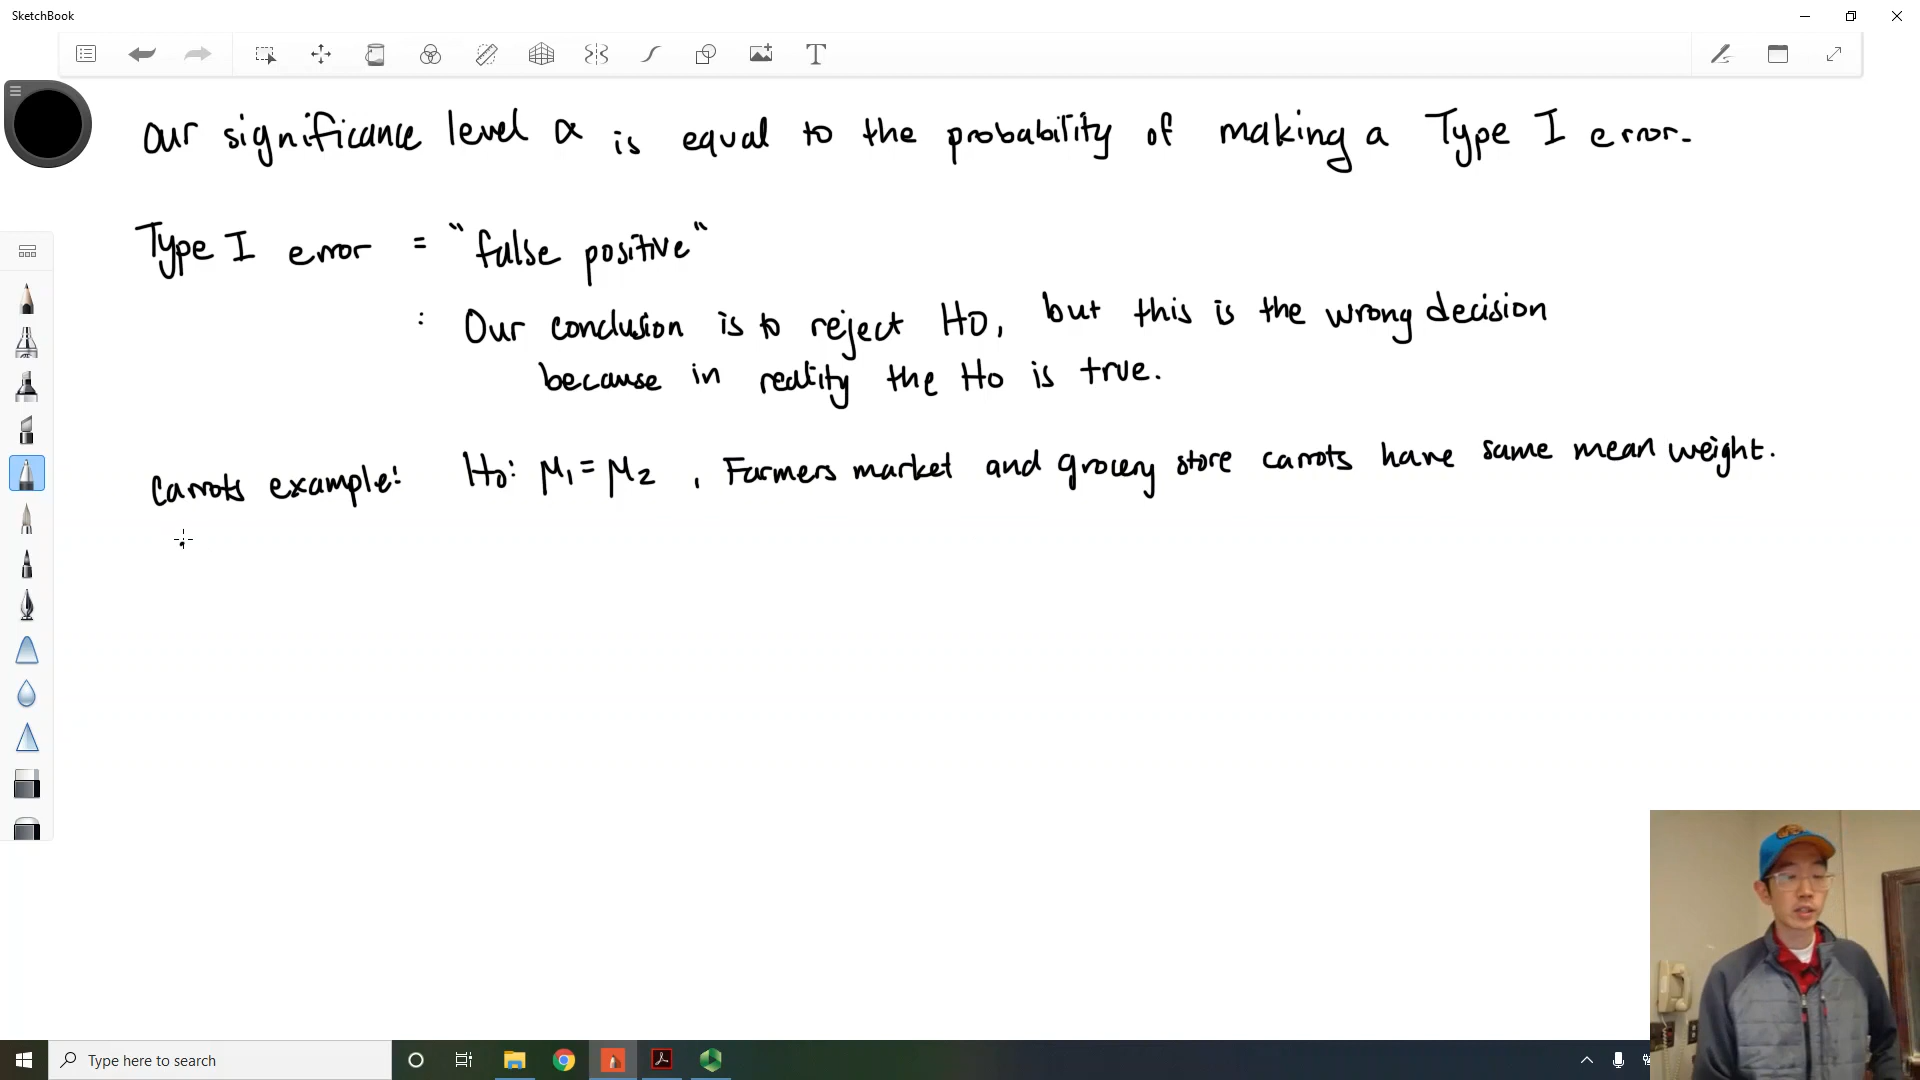 SketchBook
T
Our significance level α is equal to the probability of making a Type I error.
Type I error = "false positive"
: Our conclusion is to reject H0, but this is the wrong decision
because in reality the H0 is true.
Carrots example: H0: μ1 = μ2 , Farmers market and grocery store carrots have same mean weight.
Type here to search